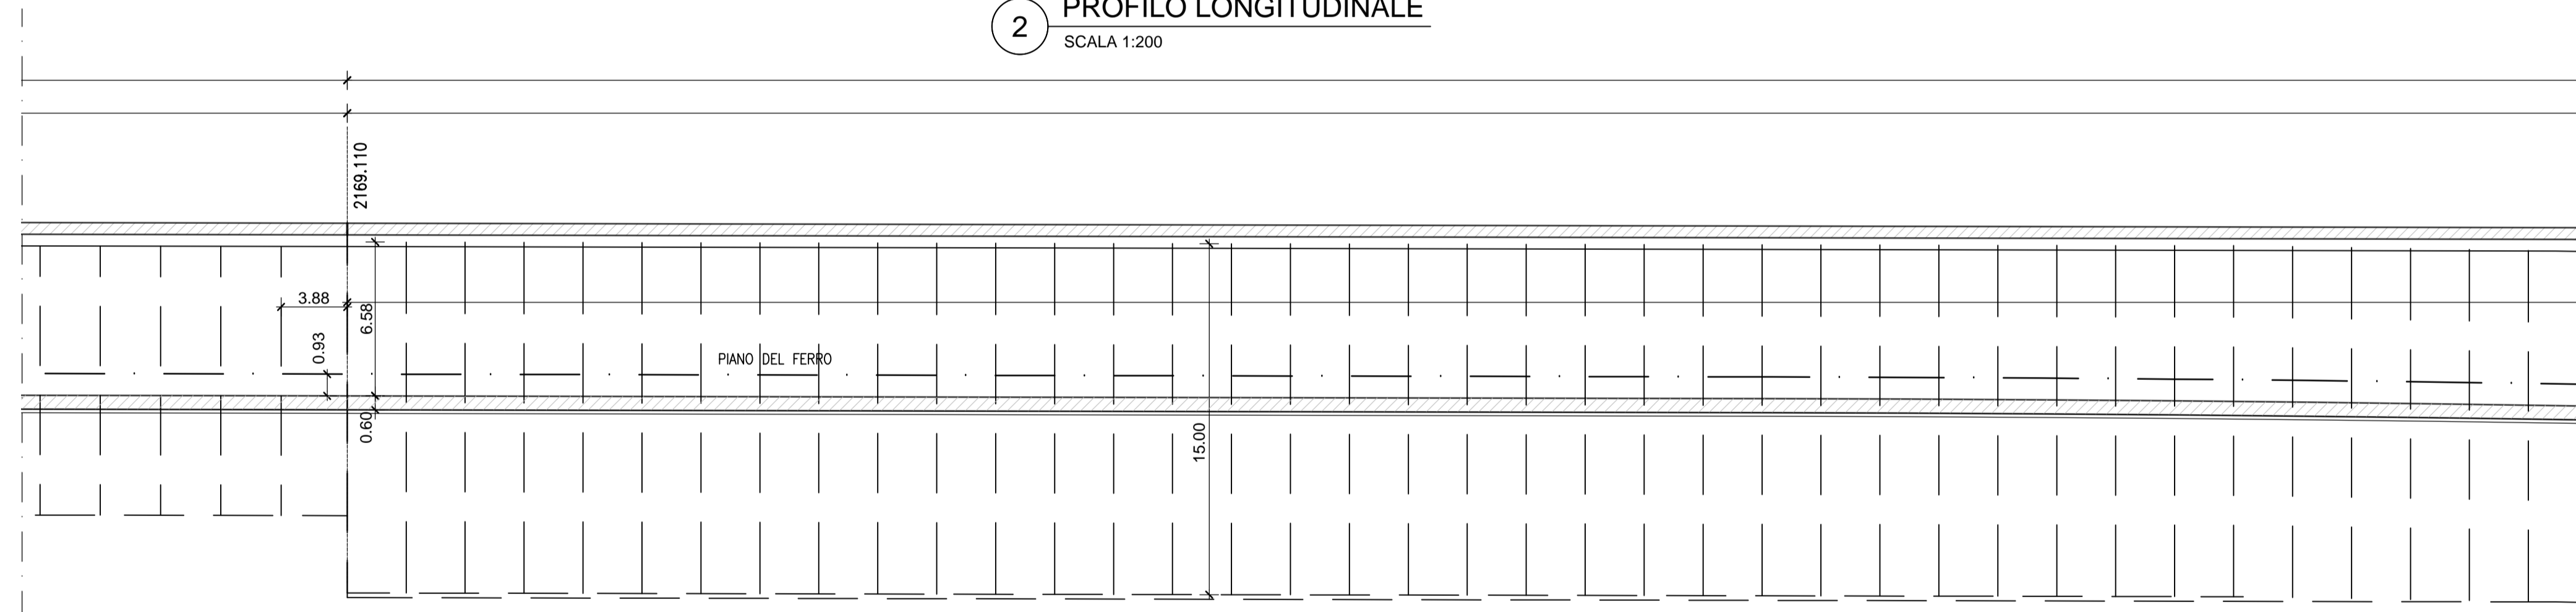 2
PROFILO LONGITUDINALE
SCALA 1:200
2169.110
3.88
6.58
0.93
PIANO DEL FERRO
0.60
15.00